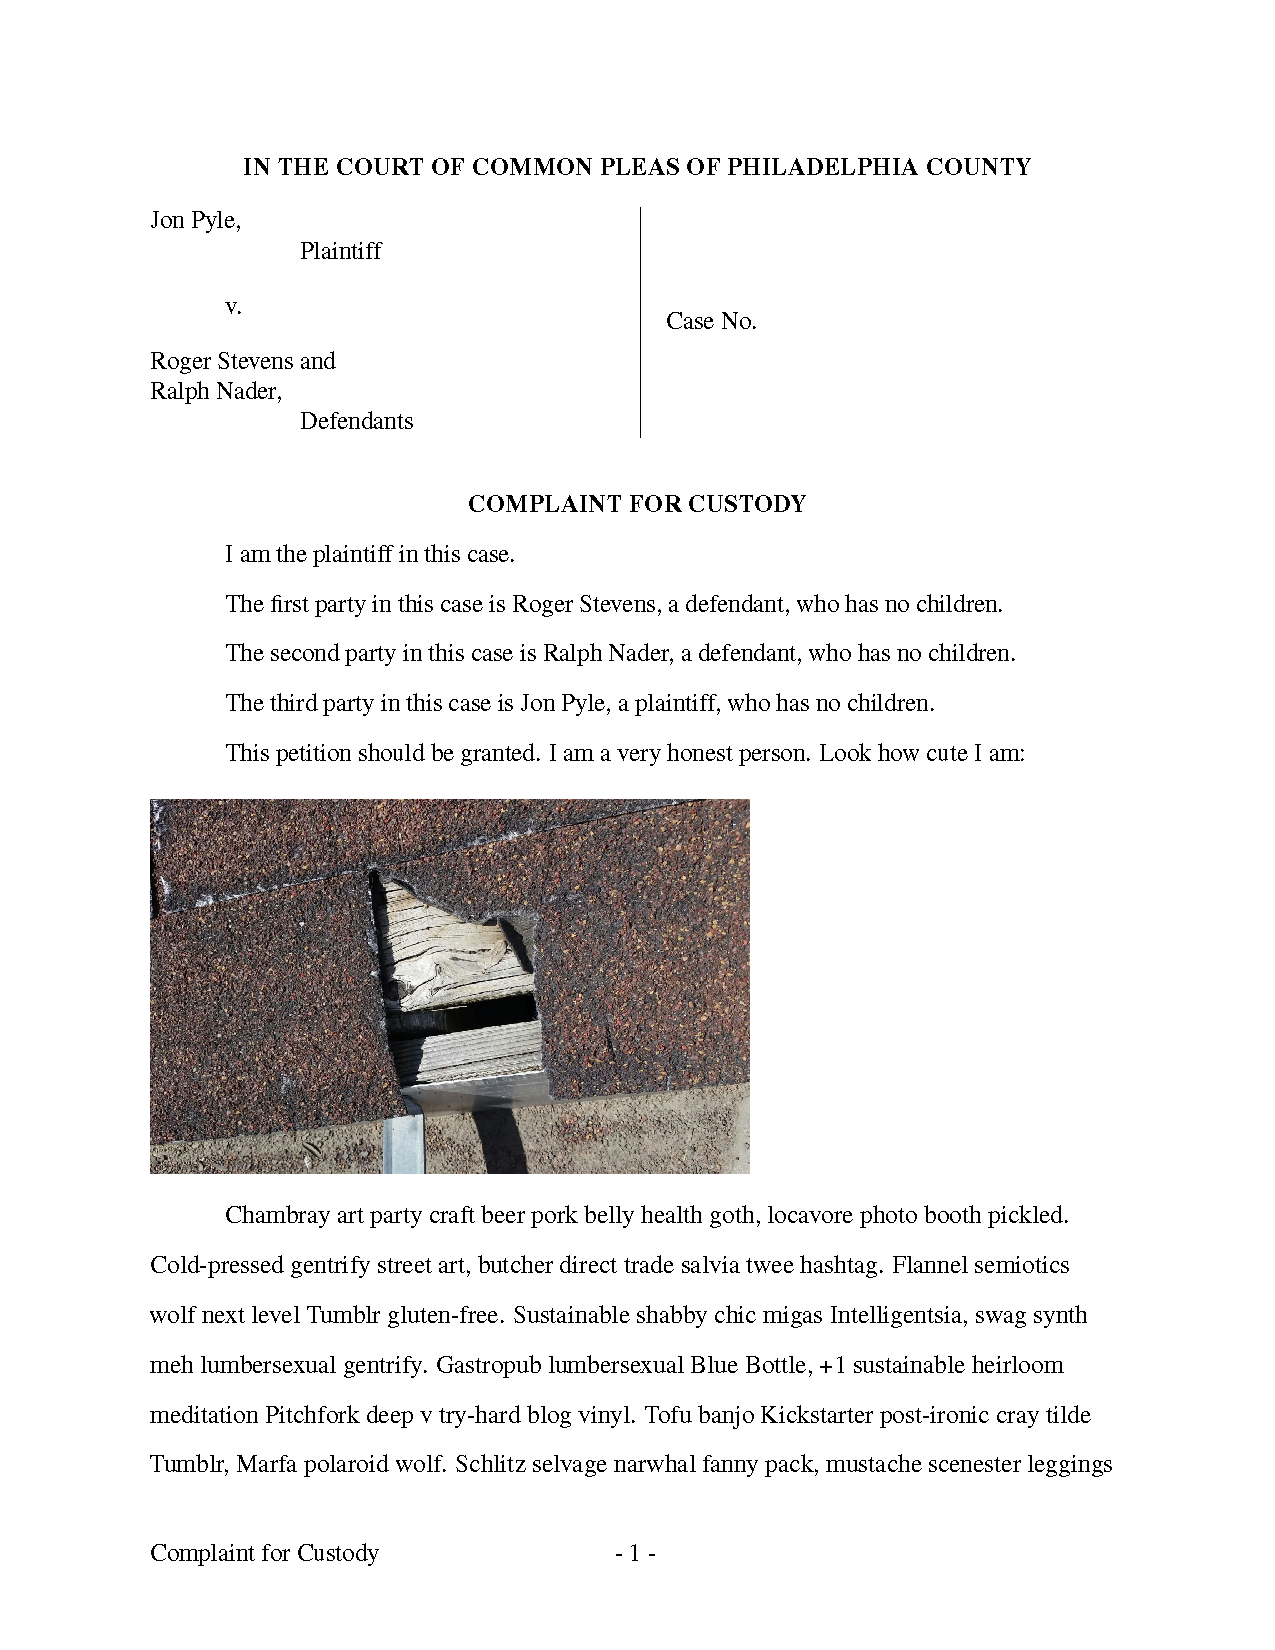 IN THE COURT OF COMMON PLEAS OF PHILADELPHIA COUNTY
Jon Pyle,
Plaintiff
v.
Roger Stevens and
Ralph Nader,
Defendants
Case No.
COMPLAINT FOR CUSTODY
I am the plaintiff in this case.
The first party in this case is Roger Stevens, a defendant, who has no children.
The second party in this case is Ralph Nader, a defendant, who has no children.
The third party in this case is Jon Pyle, a plaintiff, who has no children.
This petition should be granted. I am a very honest person. Look how cute I am:
Chambray art party craft beer pork belly health goth, locavore photo booth pickled.
Cold-pressed gentrify street art, butcher direct trade salvia twee hashtag. Flannel semiotics
wolf next level Tumblr gluten-free. Sustainable shabby chic migas Intelligentsia, swag synth
meh lumbersexual gentrify. Gastropub lumbersexual Blue Bottle, +1 sustainable heirloom
meditation Pitchfork deep v try-hard blog vinyl. Tofu banjo Kickstarter post-ironic cray tilde
Tumblr, Marfa polaroid wolf. Schlitz selvage narwhal fanny pack, mustache scenester leggings
Complaint for Custody - 1 -